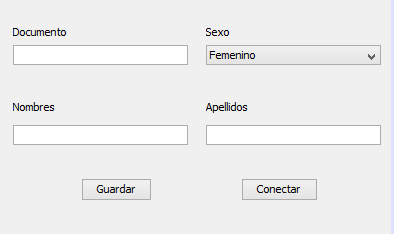 Documento
Sexo
Femenino
Nombres
Apellidos
Guardar
Conectar